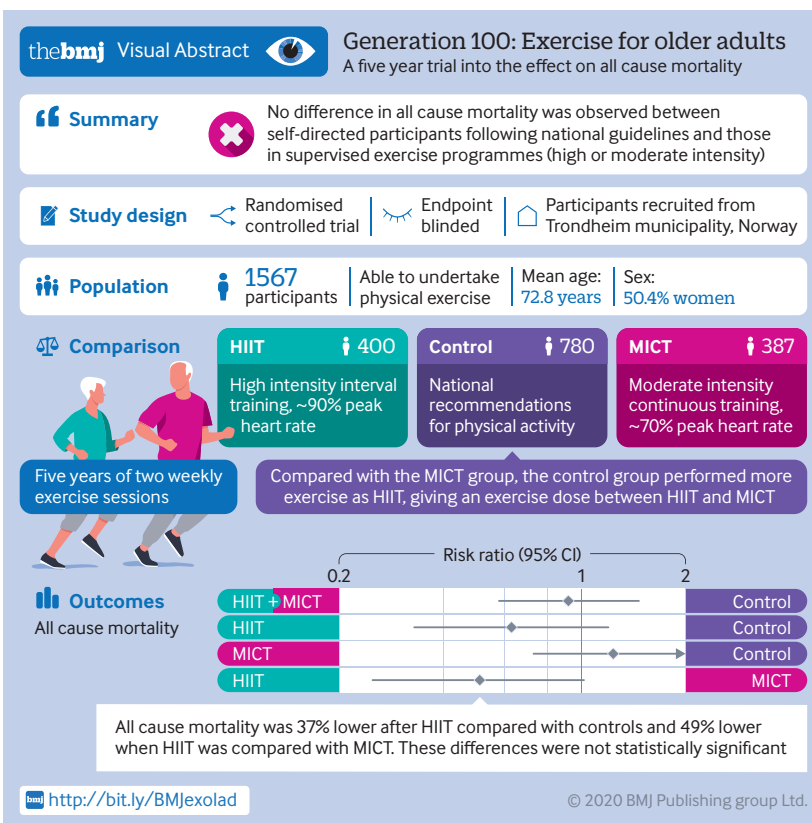 thebmj Visual Abstract
Generation 100: Exercise for older adults
A five year trial into the effect on all cause mortality
Summary
No difference in all cause mortality was observed between
self-directed participants following national guidelines and those
in supervised exercise programmes (high or moderate intensity)
Study design
Randomised
controlled trial
Endpoint
blinded
Participants recruited from
Trondheim municipality, Norway
Population
1567
participants
Able to undertake
physical exercise
Mean age:
72.8 years
Sex:
50.4% women
Comparison
HIIT 400
High intensity interval
training, ~90% peak
heart rate
Control 780
National
recommendations
for physical activity
MICT 387
Moderate intensity
continuous training,
~70% peak heart rate
Five years of two weekly
exercise sessions
Compared with the MICT group, the control group performed more
exercise as HIIT, giving an exercise dose between HIIT and MICT
Outcomes
All cause mortality
Risk ratio (95% CI)
0.2 1 2
HIIT + MICT Control
HIIT Control
MICT Control
HIIT MICT
All cause mortality was 37% lower after HIIT compared with controls and 49% lower
when HIIT was compared with MICT. These differences were not statistically significant
bmj http://bit.ly/BMJexolad
© 2020 BMJ Publishing group Ltd.